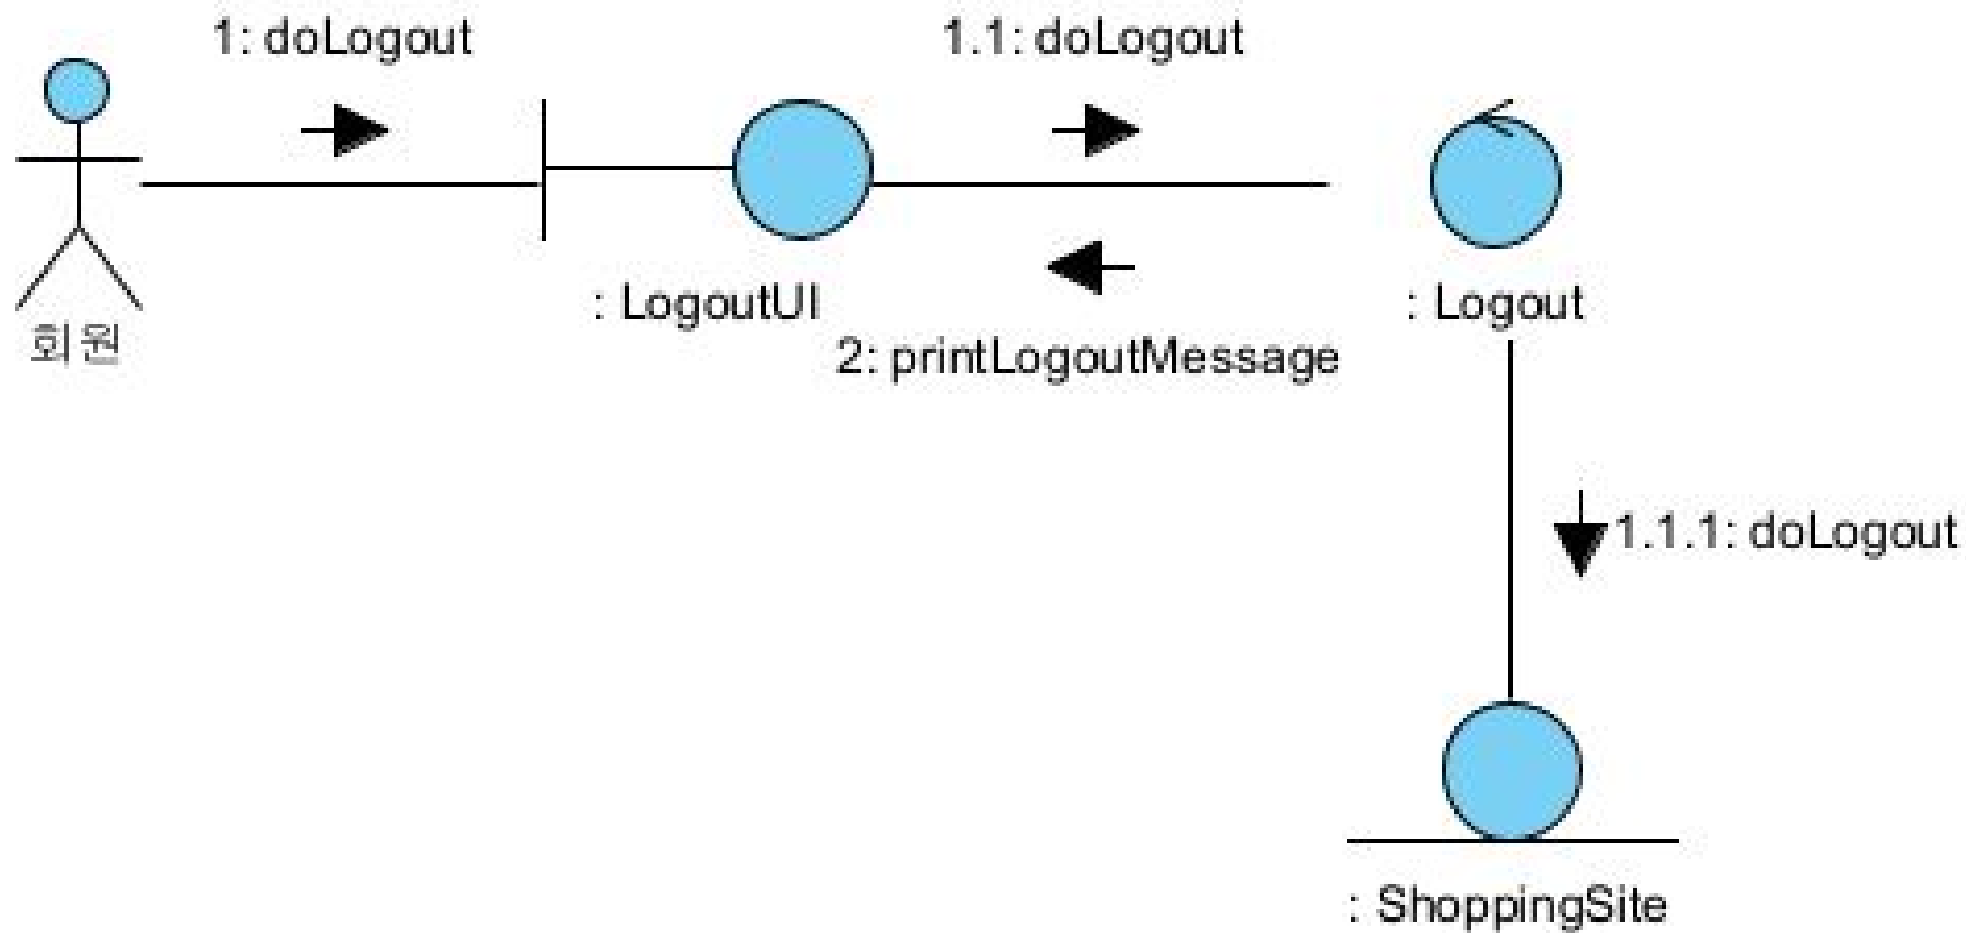 1: doLogout
1.1: doLogout
회원
: LogoutUI
: Logout
2: printLogoutMessage
1.1.1: doLogout
: ShoppingSite